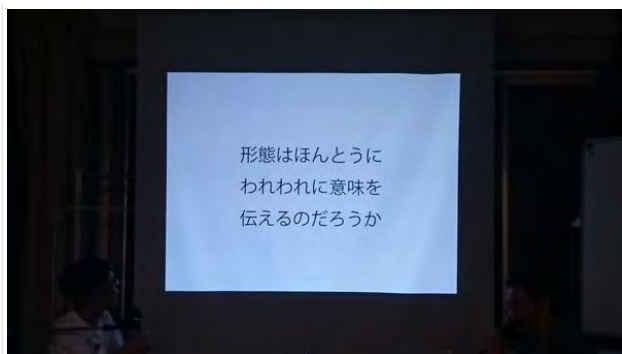 形態はほんとうに
われわれに意味を
伝えるのだろうか